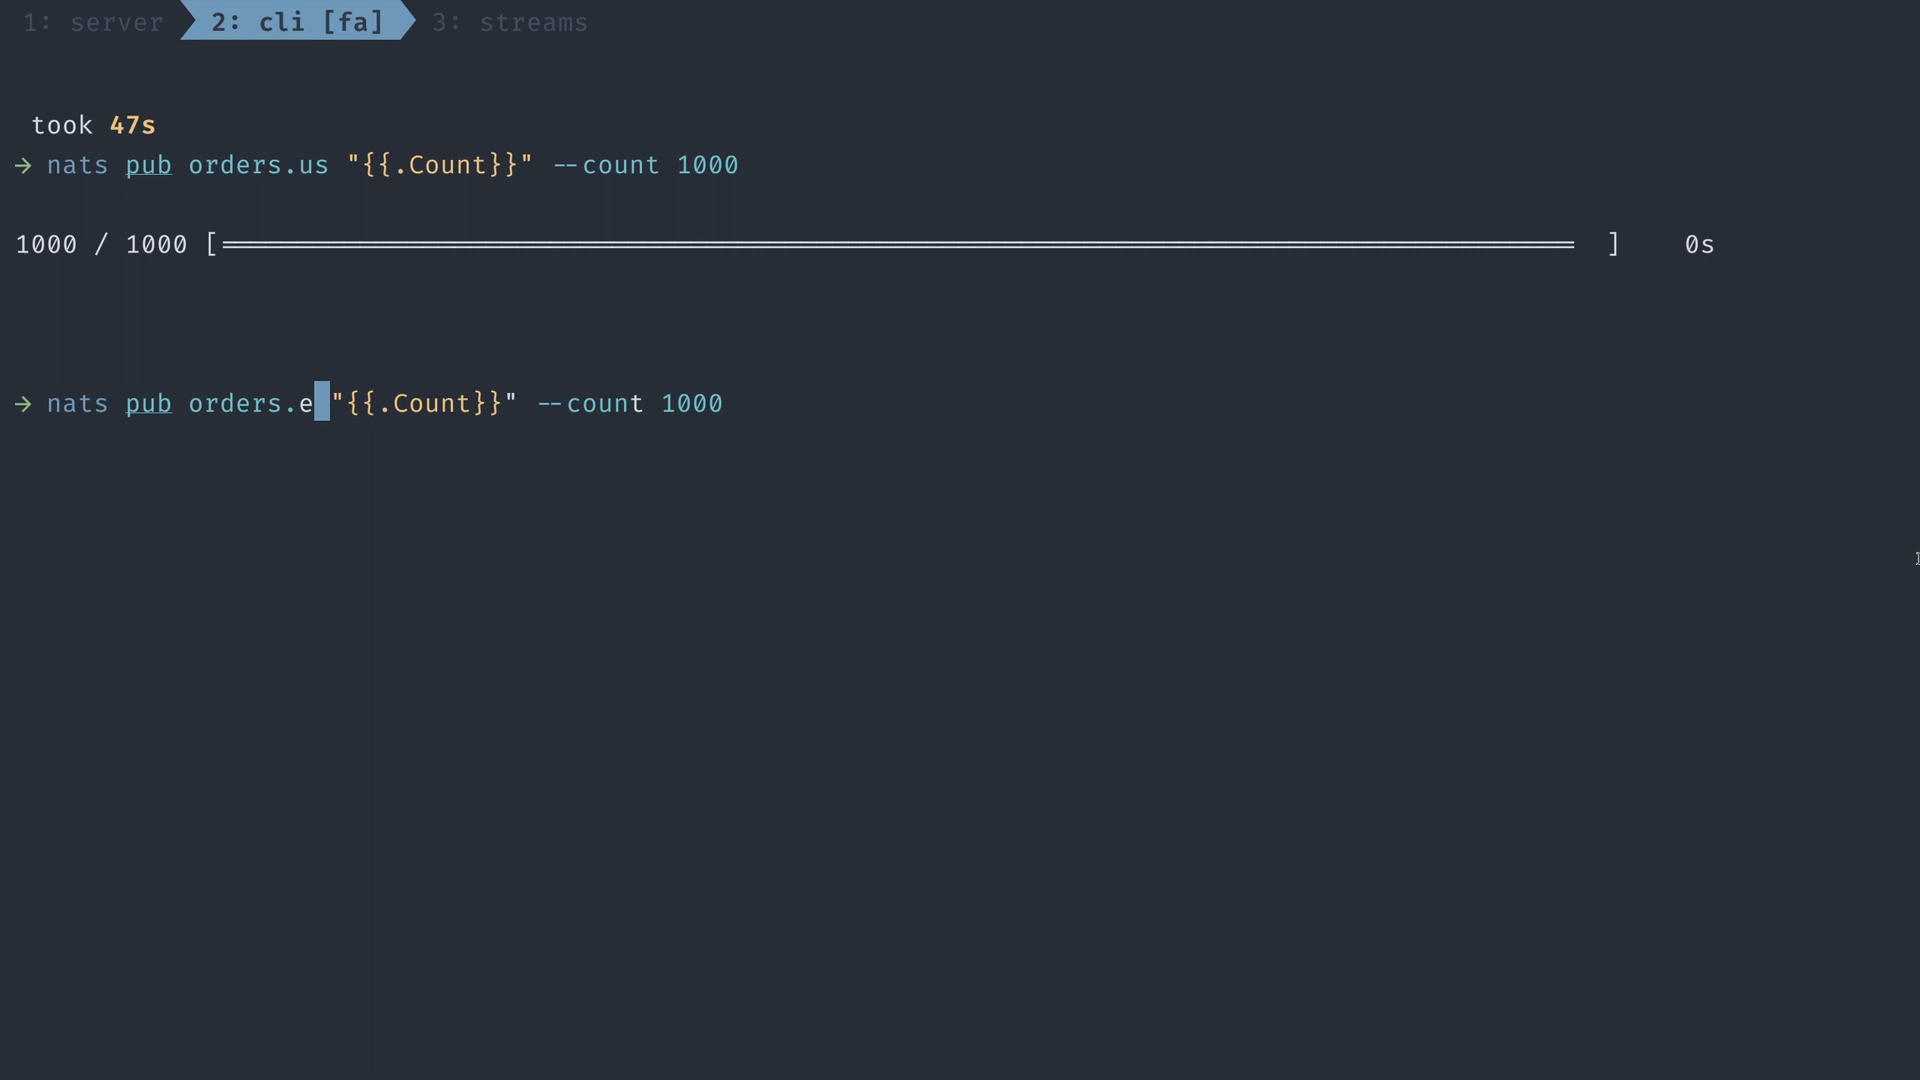 1: server 2: cli [fa] 3: streams
took 47s
→ nats pub orders.us "{{.Count}}" --count 1000
1000 / 1000 [═══════════════════════════════════════════════════════════════════════════════════════ ] 0s
→ nats pub orders.e "{{.Count}}" --count 1000